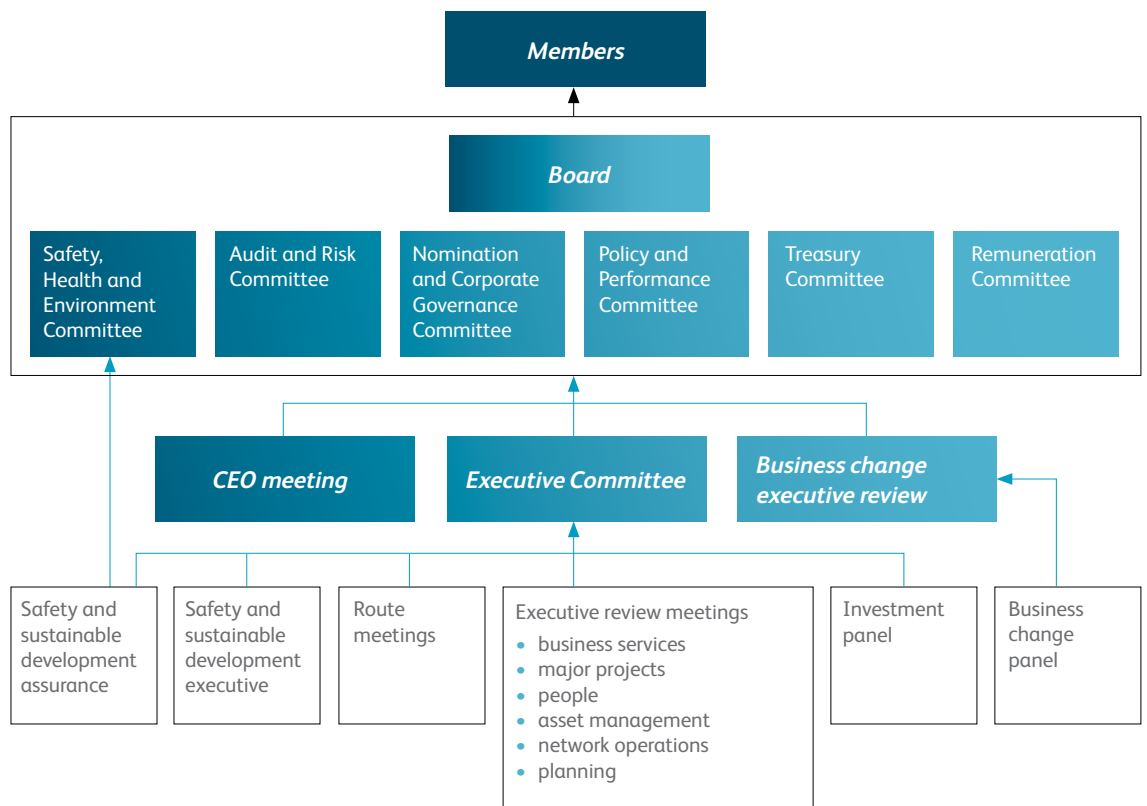 Members
Board
Safety,
Health and
Environment
Committee
Audit and Risk
Committee
Nomination
and Corporate
Governance
Committee
Policy and
Performance
Committee
Treasury
Committee
Remuneration
Committee
CEO meeting
Executive Committee
Business change
executive review
Safety and
sustainable
development
assurance
Safety and
sustainable
development
executive
Route
meetings
Executive review meetings
• business services
• major projects
• people
• asset management
• network operations
• planning
Investment
panel
Business
change
panel